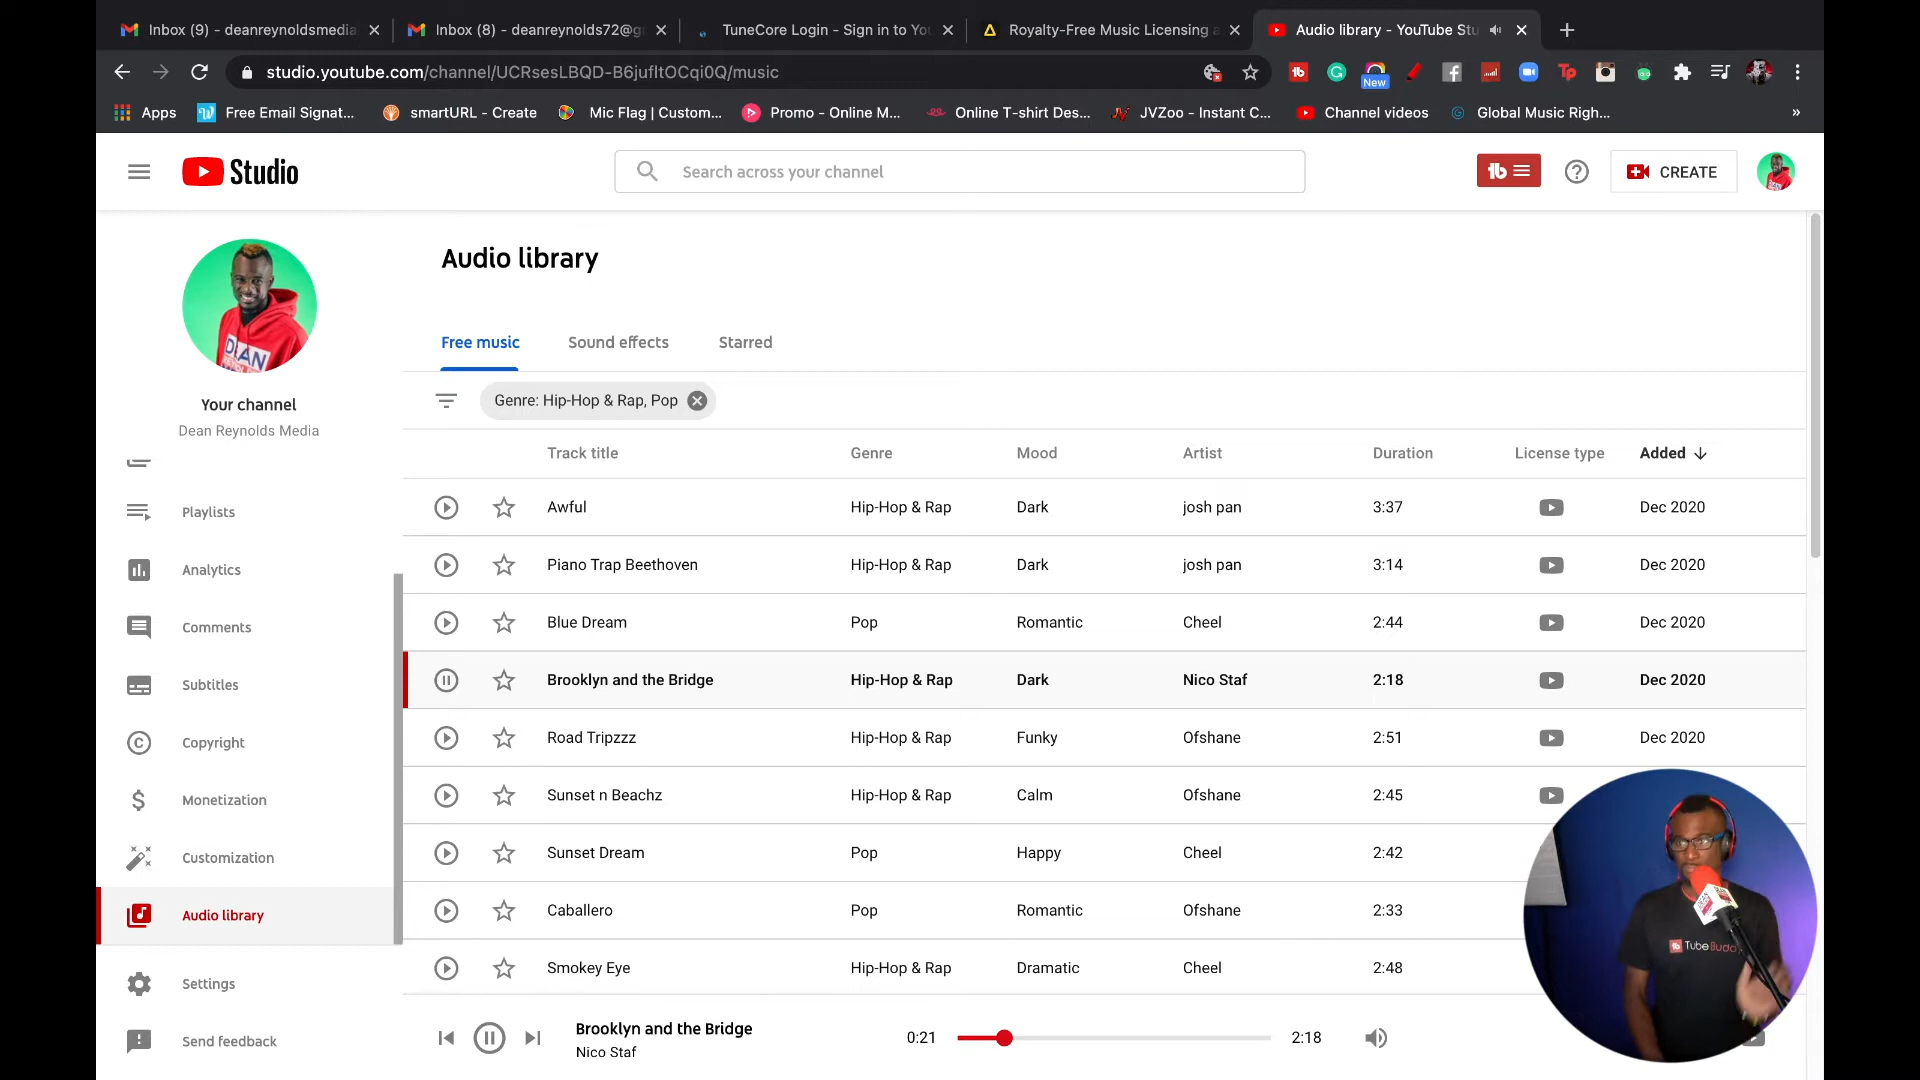 Inbox (9) - deanreynoldsmedia
Inbox (8) - deanreynolds72@g
TuneCore Login - Sign in to You
Royalty-Free Music Licensing a
Audio library - YouTube Stu
studio.youtube.com/channel/UCRsesLBQD-B6jufltOCqi0Q/music
New
Apps
Free Email Signat...
smartURL - Create
Mic Flag | Custom...
Promo - Online M...
Online T-shirt Des...
JVZoo - Instant C...
Channel videos
Global Music Righ...
»
Studio
Search across your channel
CREATE
Your channel
Dean Reynolds Media
Playlists
Analytics
Comments
Subtitles
Copyright
Monetization
Customization
Audio library
Settings
Send feedback
Audio library
Free music
Sound effects
Starred
Genre: Hip-Hop & Rap, Pop
Track title Genre Mood Artist Duration License type Added
Awful Hip-Hop & Rap Dark josh pan 3:37 Dec 2020
Piano Trap Beethoven Hip-Hop & Rap Dark josh pan 3:14 Dec 2020
Blue Dream Pop Romantic Cheel 2:44 Dec 2020
Brooklyn and the Bridge Hip-Hop & Rap Dark Nico Staf 2:18 Dec 2020
Road Tripzzz Hip-Hop & Rap Funky Ofshane 2:51 Dec 2020
Sunset n Beachz Hip-Hop & Rap Calm Ofshane 2:45
Sunset Dream Pop Happy Cheel 2:42
Caballero Pop Romantic Ofshane 2:33
Smokey Eye Hip-Hop & Rap Dramatic Cheel 2:48
Brooklyn and the Bridge
Nico Staf
0:21
2:18
TubeBuddy